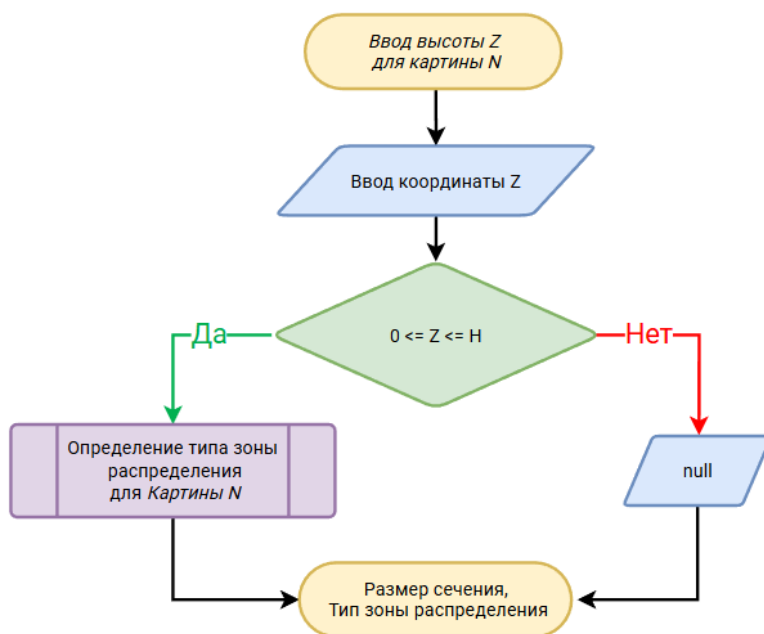 Ввод высоты Z
для картины N
Ввод координаты Z
0 <= Z <= H
Да
Нет
Определение типа зоны
распределения
для Картины N
null
Размер сечения,
Тип зоны распределения